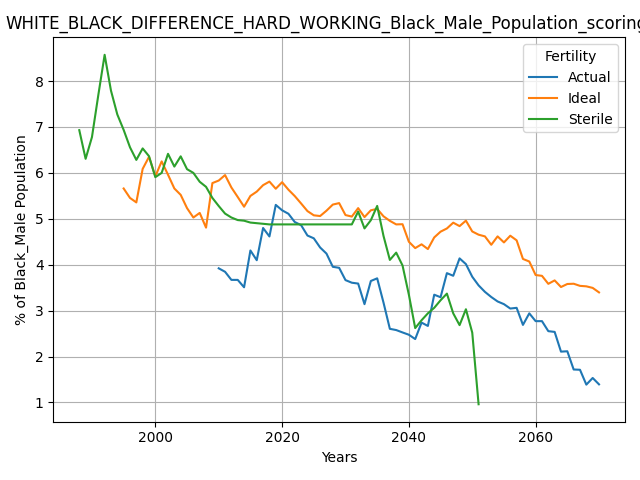 WHITE_BLACK_DIFFERENCE_HARD_WORKING_Black_Male_Population_scoring
Fertility
Actual
Ideal
Sterile
% of Black_Male Population
8
7
6
5
4
3
2
1
2000 2020 2040 2060
Years